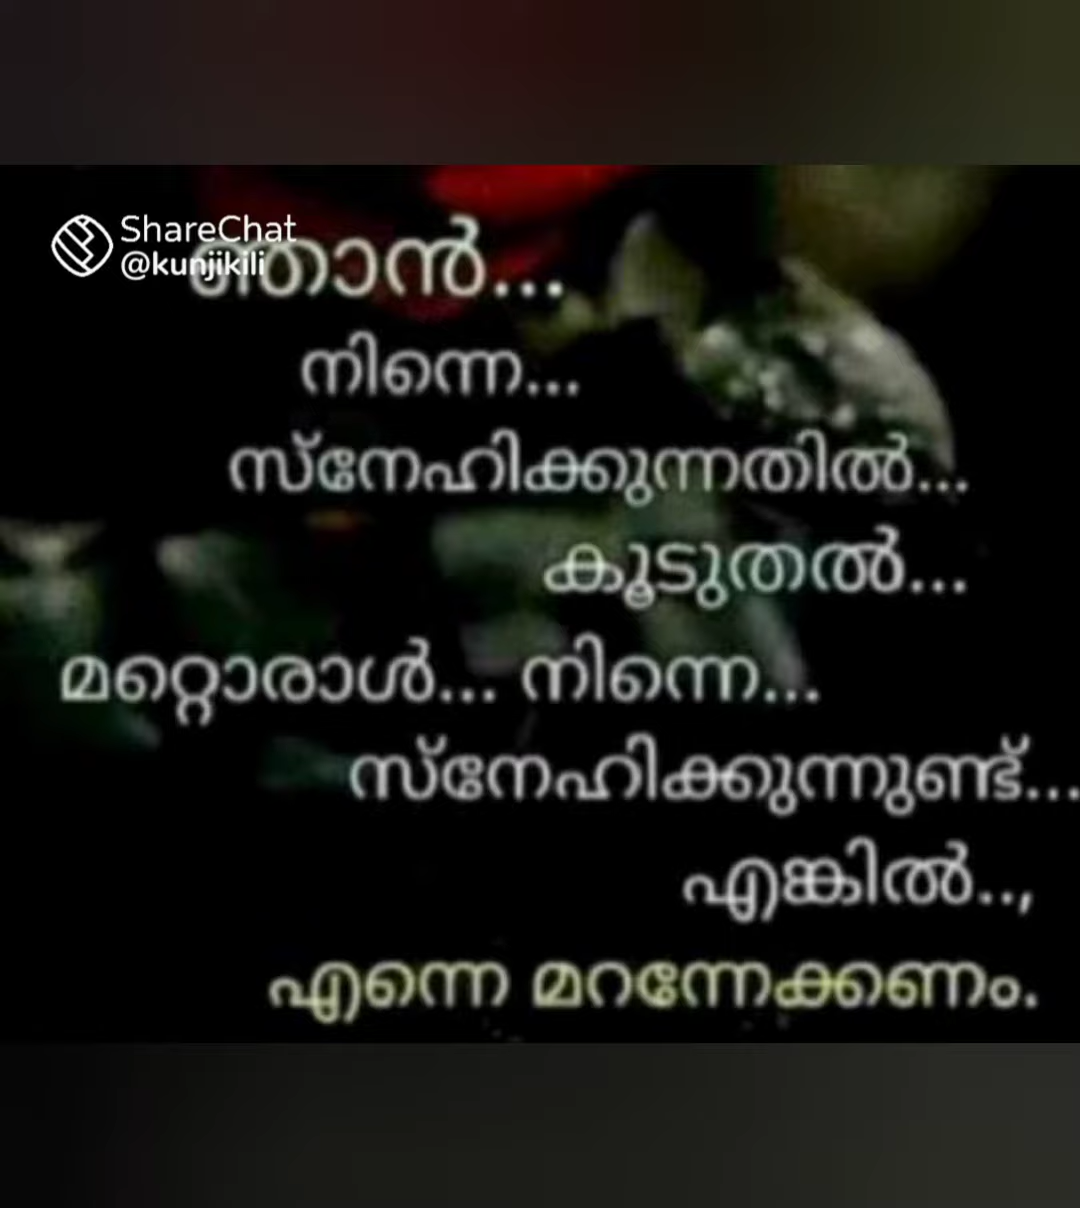 ShareChat
@kunjikili
ഞാൻ...
നിന്നെ...
സ്നേഹിക്കുന്നതിൽ...
കൂടുതൽ...
മറ്റൊരാൾ... നിന്നെ...
സ്നേഹിക്കുന്നുണ്ട്...
എങ്കിൽ..,
എന്നെ മറന്നേക്കണം.